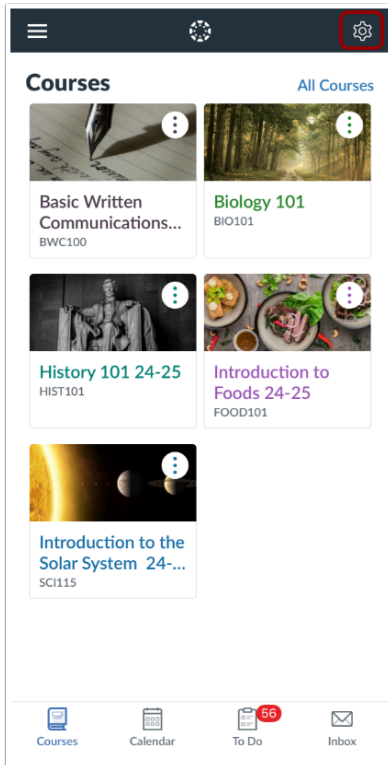 Courses
All Courses
Basic Written
Communications...
BWC100
Biology 101
BIO101
History 101 24-25
HIST101
Introduction to
Foods 24-25
FOOD101
Introduction to the
Solar System 24-...
SCI115
56
Courses
Calendar
To Do
Inbox